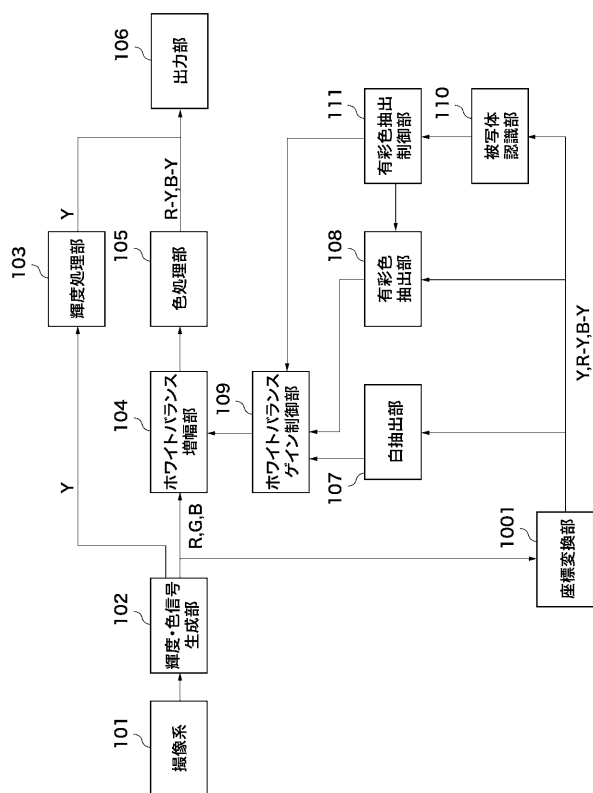 101
撮像系
102
輝度・色信号
生成部
Y
R,G,B
103
輝度処理部
Y
104
ホワイトバランス
増幅部
105
色処理部
R-Y,B-Y
106
出力部
109
ホワイトバランス
ゲイン制御部
107
白抽出部
108
有彩色
抽出部
111
有彩色抽出
制御部
110
被写体
認識部
1001
座標変換部
Y,R-Y,B-Y